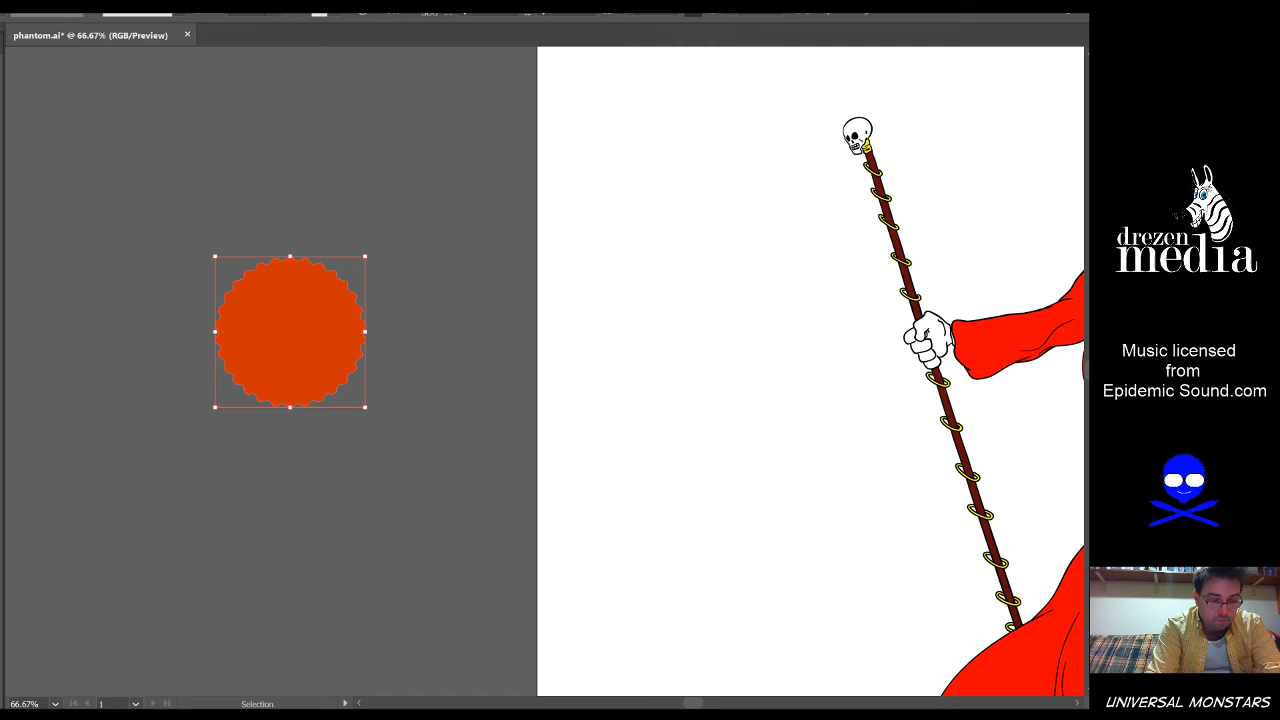 phantom.ai* @ 66.67% (RGB/Preview)
drezen
media
Music licensed
from
Epidemic Sound.com
66.67%
1
Selection
UNIVERSAL MONSTARS